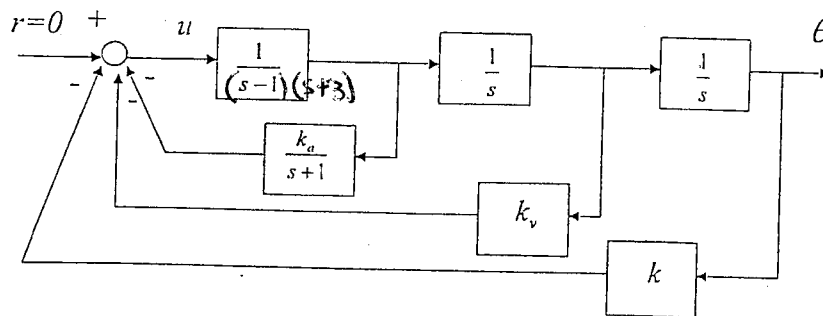 r=0 + u θ
-
-
-
1/(s-1)(s+3)
1/s
1/s
k_a/s+1
k_v
k